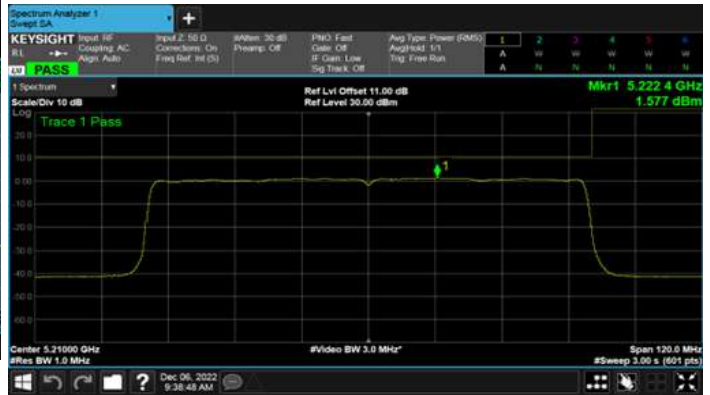 Spectrum Analyzer 1
Swept SA
+
KEYSIGHT Input: RF
RL Coupling: AC
Align: Auto
Input Z: 50 Ω
Corrections: On
Freq Ref: Int (S)
#Atten: 30 dB
Preamp: Off
PNO: Fast
Gate: Off
IF Gain: Low
Sig Track: Off
Avg Type: Power (RMS)
Avg|Hold: 1/1
Trig: Free Run
1 2 3 4 5 6
A W W W W W
A N N N N N
PASS
1 Spectrum
Scale/Div 10 dB
Ref Lvl Offset 11.00 dB
Ref Level 30.00 dBm
Mkr1 5.222 4 GHz
1.577 dBm
Log
Trace 1 Pass
20.0
10.0
0.00
-10.0
-20.0
-30.0
-40.0
-50.0
-60.0
1
Center 5.21000 GHz
#Res BW 1.0 MHz
#Video BW 3.0 MHz*
Span 120.0 MHz
#Sweep 3.00 s (601 pts)
? Dec 06, 2022
9:38:48 AM